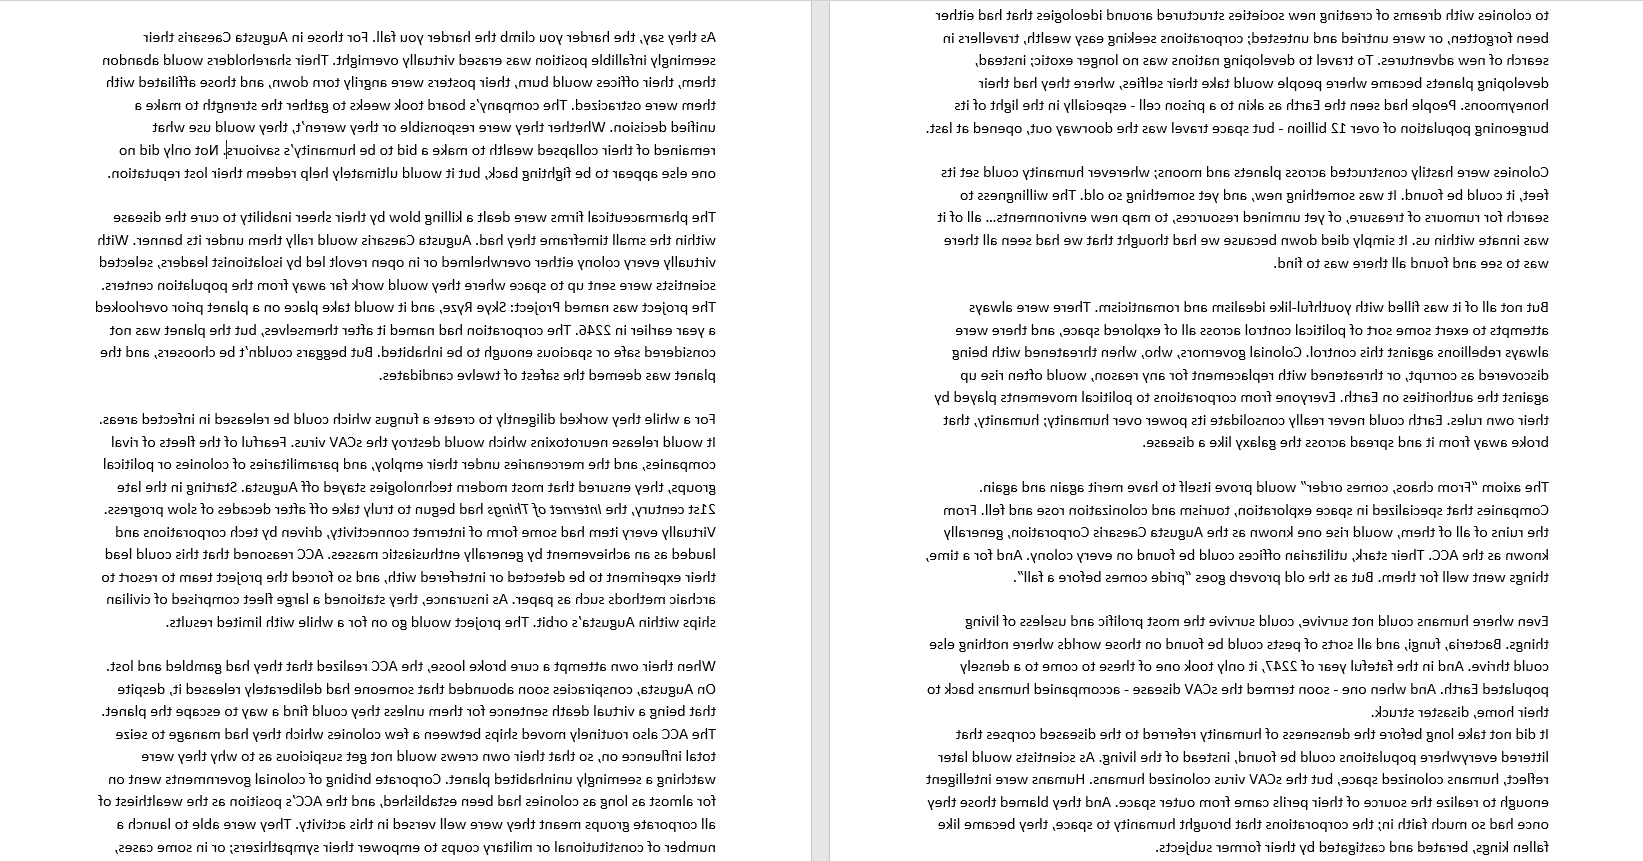 to colonies with dreams of creating new societies structured around ideologies that had either
been forgotten, or were untried and untested; corporations seeking easy wealth, travellers in
search of new adventures. To travel to developing nations was no longer exotic; instead,
developing planets became where people would take their selfies, where they had their
honeymoons. People had seen the Earth as akin to a prison cell - especially in the light of its
burgeoning population of over 12 billion - but space travel was the doorway out, opened at last.
Colonies were hastily constructed across planets and moons; wherever humanity could set its
feet, it could be found. It was something new, and yet something so old. The willingness to
search for rumours of treasure, of yet unmined resources, to map new environments... all of it
was innate within us. It simply died down because we had thought that we had seen all there
was to see and found all there was to find.
But not all of it was filled with youthful-like idealism and romanticism. There were always
attempts to exert some sort of political control across all of explored space, and there were
always rebellions against this control. Colonial governors, who, when threatened with being
discovered as corrupt, or threatened with replacement for any reason, would often rise up
against the authorities on Earth. Everyone from corporations to political movements played by
their own rules. Earth could never really consolidate its power over humanity; humanity, that
broke away from it and spread across the galaxy like a disease.
The axiom “From chaos, comes order” would prove itself to have merit again and again.
Companies that specialized in space exploration, tourism and colonization rose and fell. From
the ruins of all of them, would rise one known as the Augusta Caesaris Corporation, generally
known as the ACC. Their stark, utilitarian offices could be found on every colony. And for a time,
things went well for them. But as the old proverb goes “pride comes before a fall”.
Even where humans could not survive, could survive the most prolific and useless of living
things. Bacteria, fungi, and all sorts of pests could be found on those worlds where nothing else
could thrive. And in the fateful year of 2247, it only took one of these to come to a densely
populated Earth. And when one - soon termed the sCAV disease - accompanied humans back to
their home, disaster struck.
It did not take long before the denseness of humanity referred to the diseased corpses that
littered everywhere populations could be found, instead of the living. As scientists would later
reflect, humans colonized space, but the sCAV virus colonized humans. Humans were intelligent
enough to realize the source of their perils came from outer space. And they blamed those they
once had so much faith in; the corporations that brought humanity to space, they became like
fallen kings, berated and castigated by their former subjects.
As they say, the harder you climb the harder you fall. For those in Augusta Caesaris their
seemingly infallible position was erased virtually overnight. Their shareholders would abandon
them, their offices would burn, their posters were angrily torn down, and those affiliated with
them were ostracized. The company’s board took weeks to gather the strength to make a
unified decision. Whether they were responsible or they weren’t, they would use what
remained of their collapsed wealth to make a bid to be humanity’s saviours. Not only did no
one else appear to be fighting back, but it would ultimately help redeem their lost reputation.
The pharmaceutical firms were dealt a killing blow by their sheer inability to cure the disease
within the small timeframe they had. Augusta Caesaris would rally them under its banner. With
virtually every colony either overwhelmed or in open revolt led by isolationist leaders, selected
scientists were sent up to space where they would work far away from the population centers.
The project was named Project: Skye Ryze, and it would take place on a planet prior overlooked
a year earlier in 2246. The corporation had named it after themselves, but the planet was not
considered safe or spacious enough to be inhabited. But beggars couldn’t be choosers, and the
planet was deemed the safest of twelve candidates.
For a while they worked diligently to create a fungus which could be released in infected areas.
It would release neurotoxins which would destroy the sCAV virus. Fearful of the fleets of rival
companies, and the mercenaries under their employ, and paramilitaries of colonies or political
groups, they ensured that most modern technologies stayed off Augusta. Starting in the late
21st century, the Internet of Things had begun to truly take off after decades of slow progress.
Virtually every item had some form of internet connectivity, driven by tech corporations and
lauded as an achievement by generally enthusiastic masses. ACC reasoned that this could lead
their experiment to be detected or interfered with, and so forced the project team to resort to
archaic methods such as paper. As insurance, they stationed a large fleet comprised of civilian
ships within Augusta’s orbit. The project would go on for a while with limited results.
When their own attempt a cure broke loose, the ACC realized that they had gambled and lost.
On Augusta, conspiracies soon abounded that someone had deliberately released it, despite
that being a virtual death sentence for them unless they could find a way to escape the planet.
The ACC also routinely moved ships between a few colonies which they had manage to seize
total influence on, so that their own crews would not get suspicious as to why they were
watching a seemingly uninhabited planet. Corporate bribing of colonial governments went on
for almost as long as colonies had been established, and the ACC’s position as the wealthiest of
all corporate groups meant they were well versed in this activity. They were able to launch a
number of constitutional or military coups to empower their sympathizers; or in some cases,